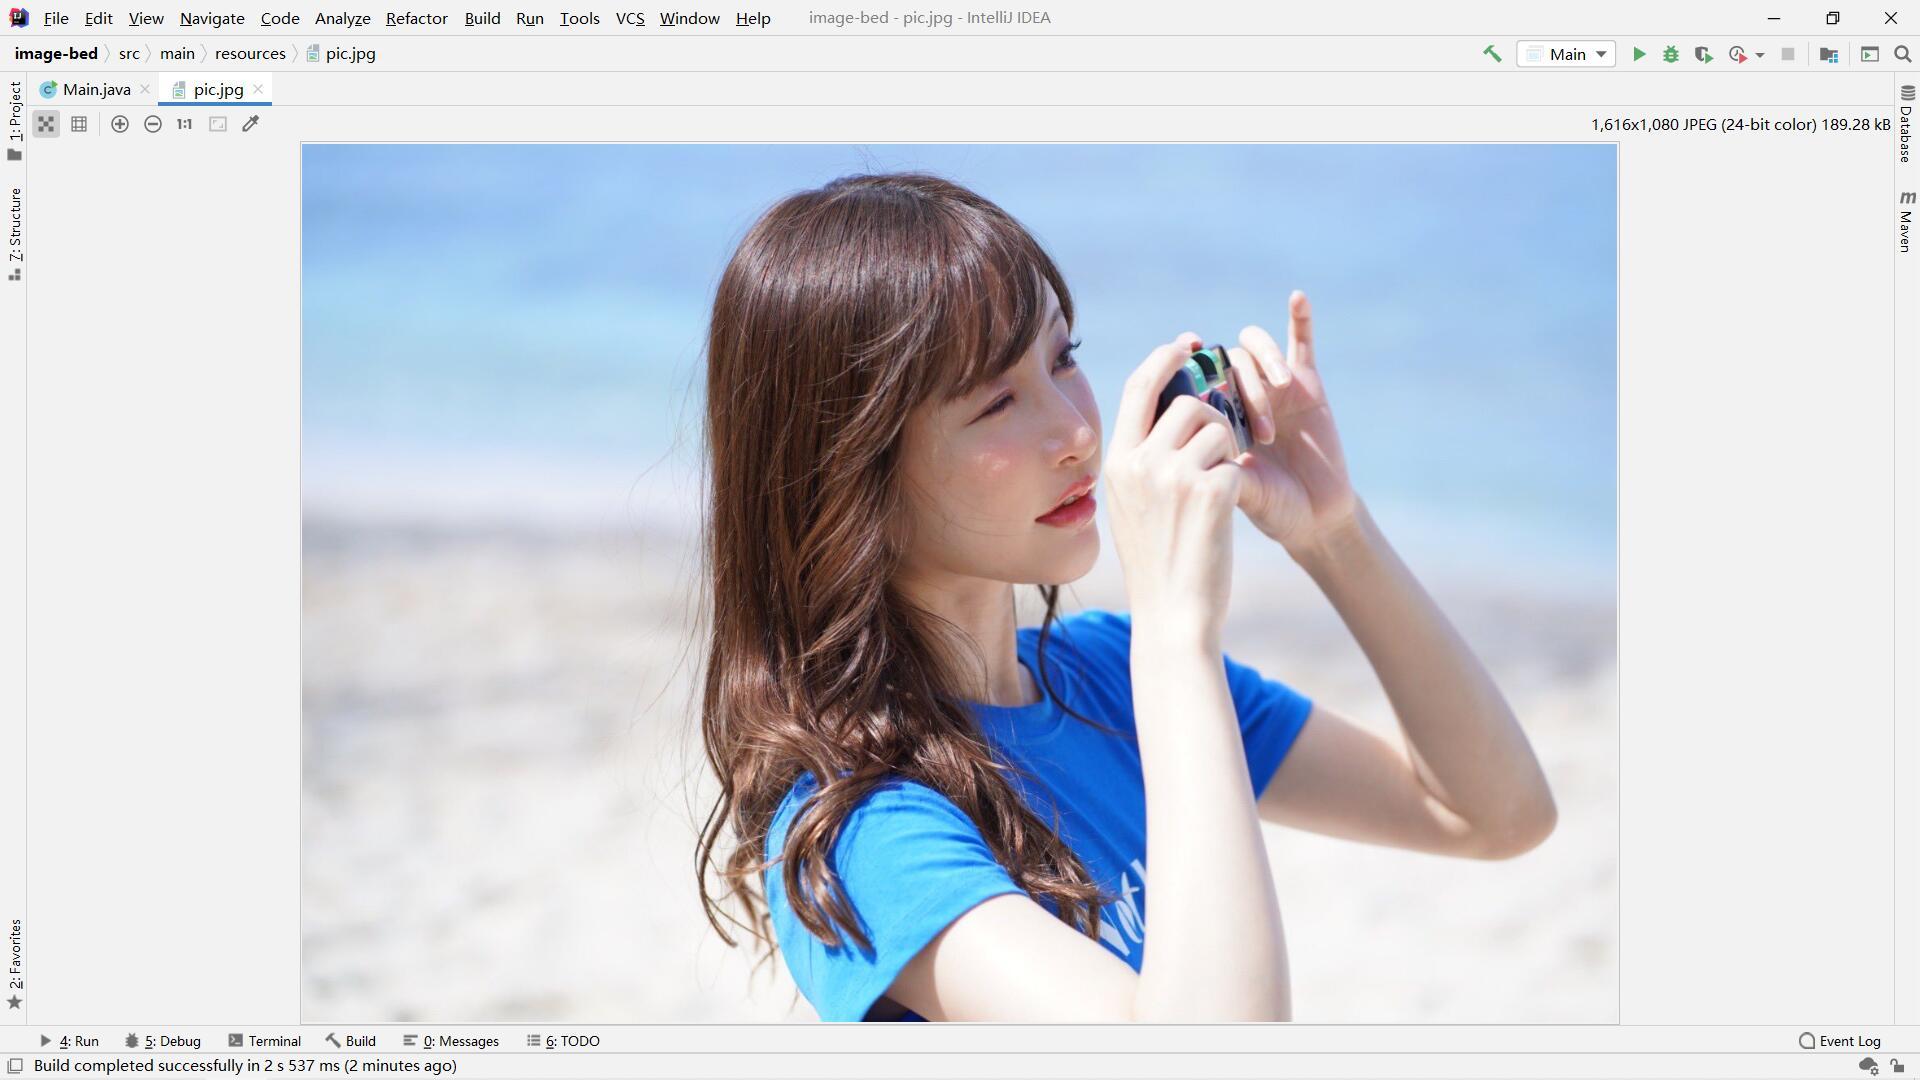 File Edit View Navigate Code Analyze Refactor Build Run Tools VCS Window Help image-bed - pic.jpg - IntelliJ IDEA
image-bed src main resources pic.jpg Main
Main.java pic.jpg
1:1 1,616x1,080 JPEG (24-bit color) 189.28 kB
1: Project
7: Structure
2: Favorites
Database
m Maven
4: Run 5: Debug Terminal Build 0: Messages 6: TODO Event Log
Build completed successfully in 2 s 537 ms (2 minutes ago)